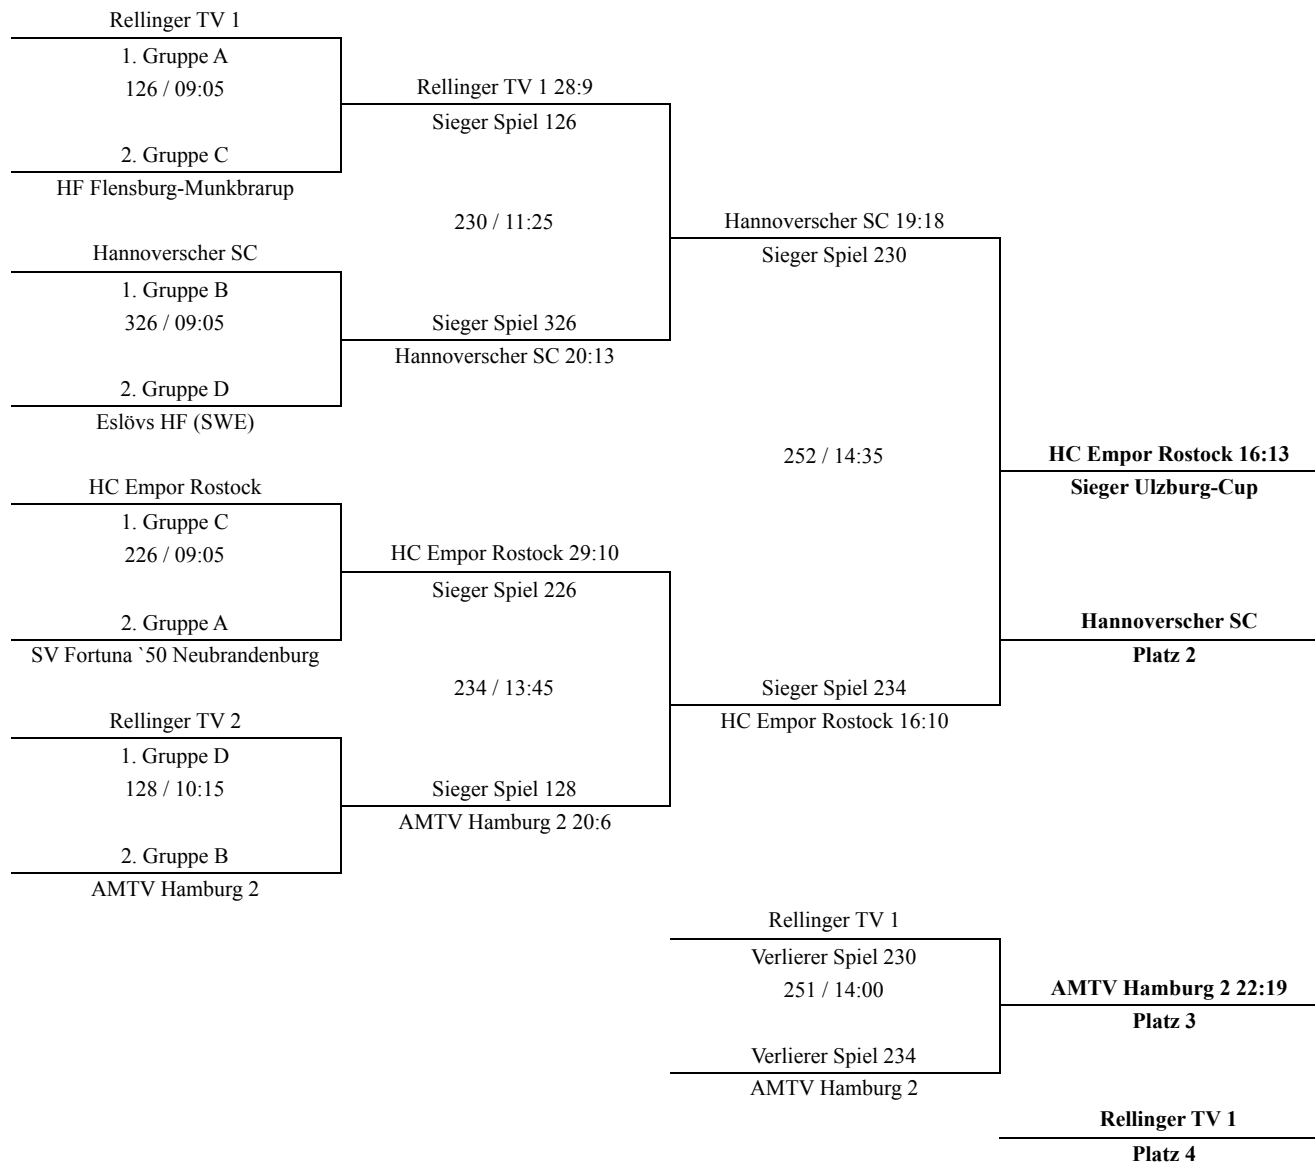 Rellinger TV 1
1. Gruppe A
126 / 09:05
Rellinger TV 1 28:9
Sieger Spiel 126
2. Gruppe C
HF Flensburg-Munkbrarup
230 / 11:25
Hannoverscher SC 19:18
Sieger Spiel 230
Hannoverscher SC
1. Gruppe B
326 / 09:05
Sieger Spiel 326
Hannoverscher SC 20:13
2. Gruppe D
Eslövs HF (SWE)
252 / 14:35
HC Empor Rostock 16:13
Sieger Ulzburg-Cup
HC Empor Rostock
1. Gruppe C
226 / 09:05
HC Empor Rostock 29:10
Sieger Spiel 226
2. Gruppe A
SV Fortuna `50 Neubrandenburg
Hannoverscher SC
Platz 2
234 / 13:45
Sieger Spiel 234
HC Empor Rostock 16:10
Rellinger TV 2
1. Gruppe D
128 / 10:15
Sieger Spiel 128
AMTV Hamburg 2 20:6
2. Gruppe B
AMTV Hamburg 2
Rellinger TV 1
Verlierer Spiel 230
251 / 14:00
AMTV Hamburg 2 22:19
Platz 3
Verlierer Spiel 234
AMTV Hamburg 2
Rellinger TV 1
Platz 4